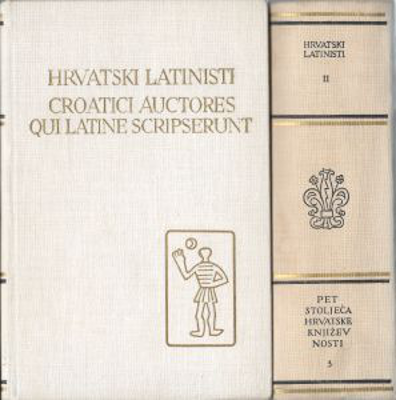 HRVATSKI LATINISTI
CROATICI AUCTORES
QUI LATINE SCRIPSERUNT
HRVATSKI
LATINISTI
II
PET
STOLJEĆA
HRVATSKE
KNJIŽEV
NOSTI
3